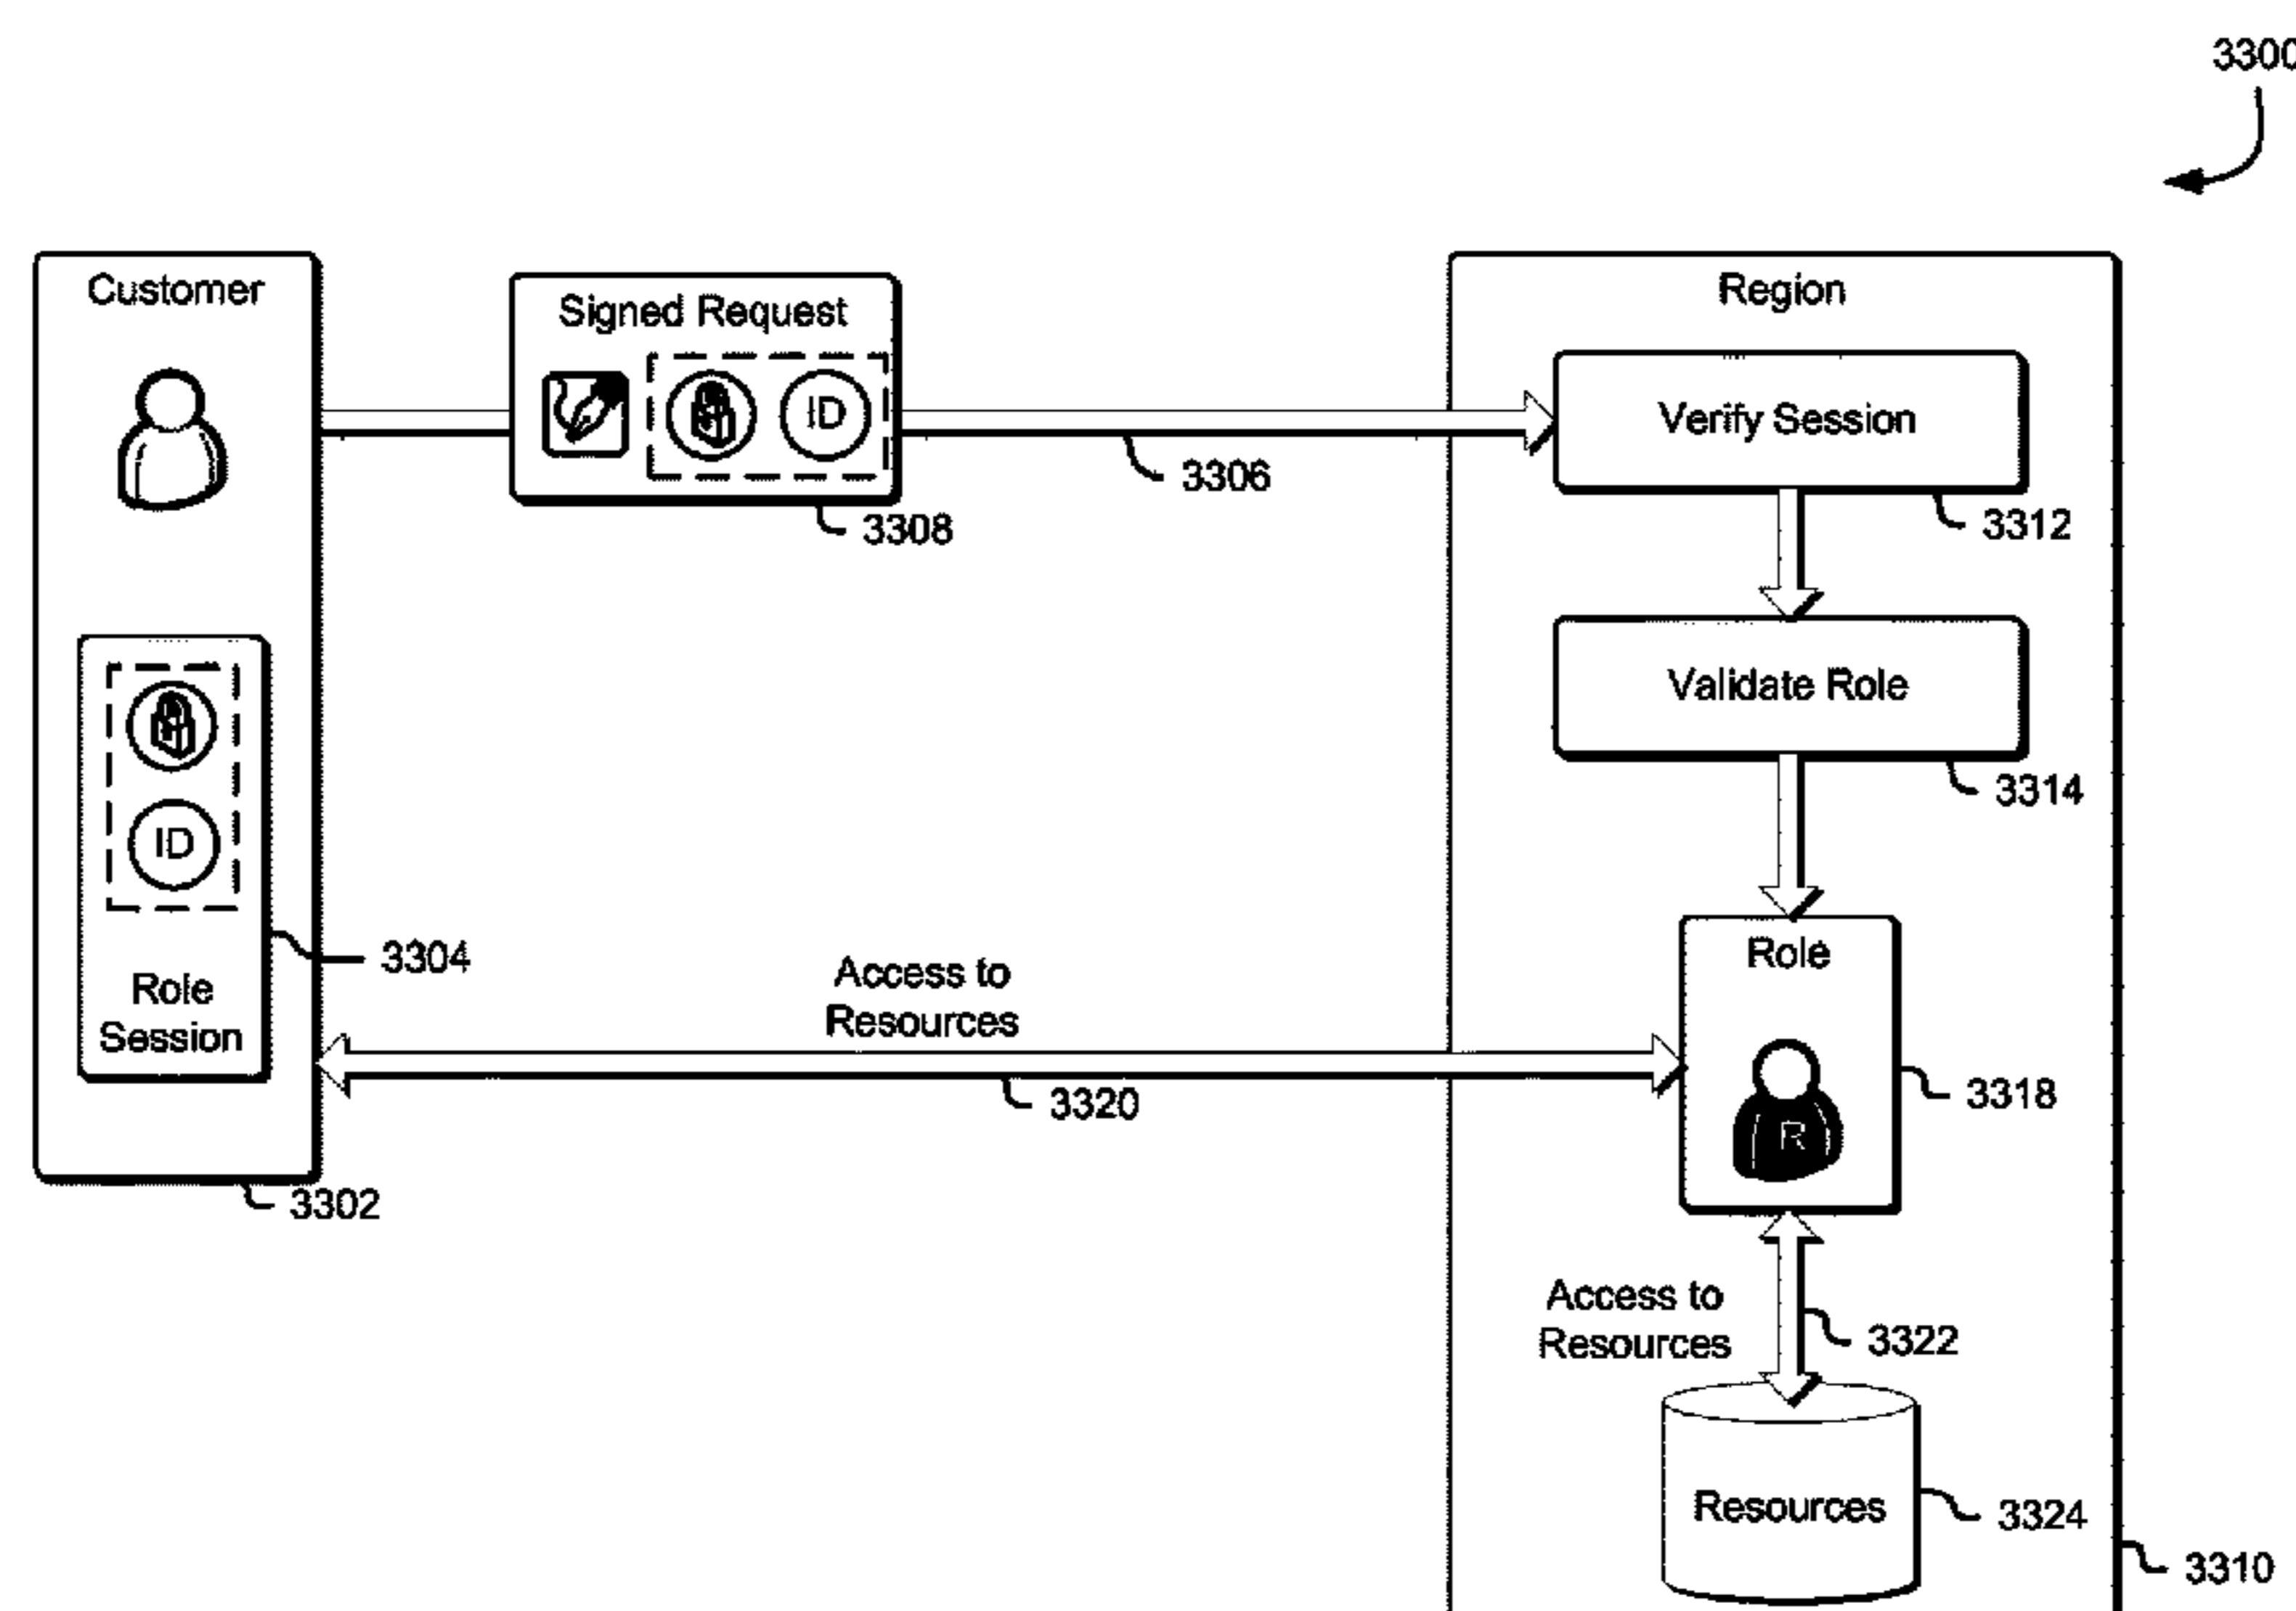 3300
Customer
Signed Request
ID
3308
3306
Region
Verify Session
3312
Validate Role
3314
ID
Role
Session
3304
3302
Access to
Resources
3320
Role
R
3318
Access to
Resources
3322
Resources
3324
3310